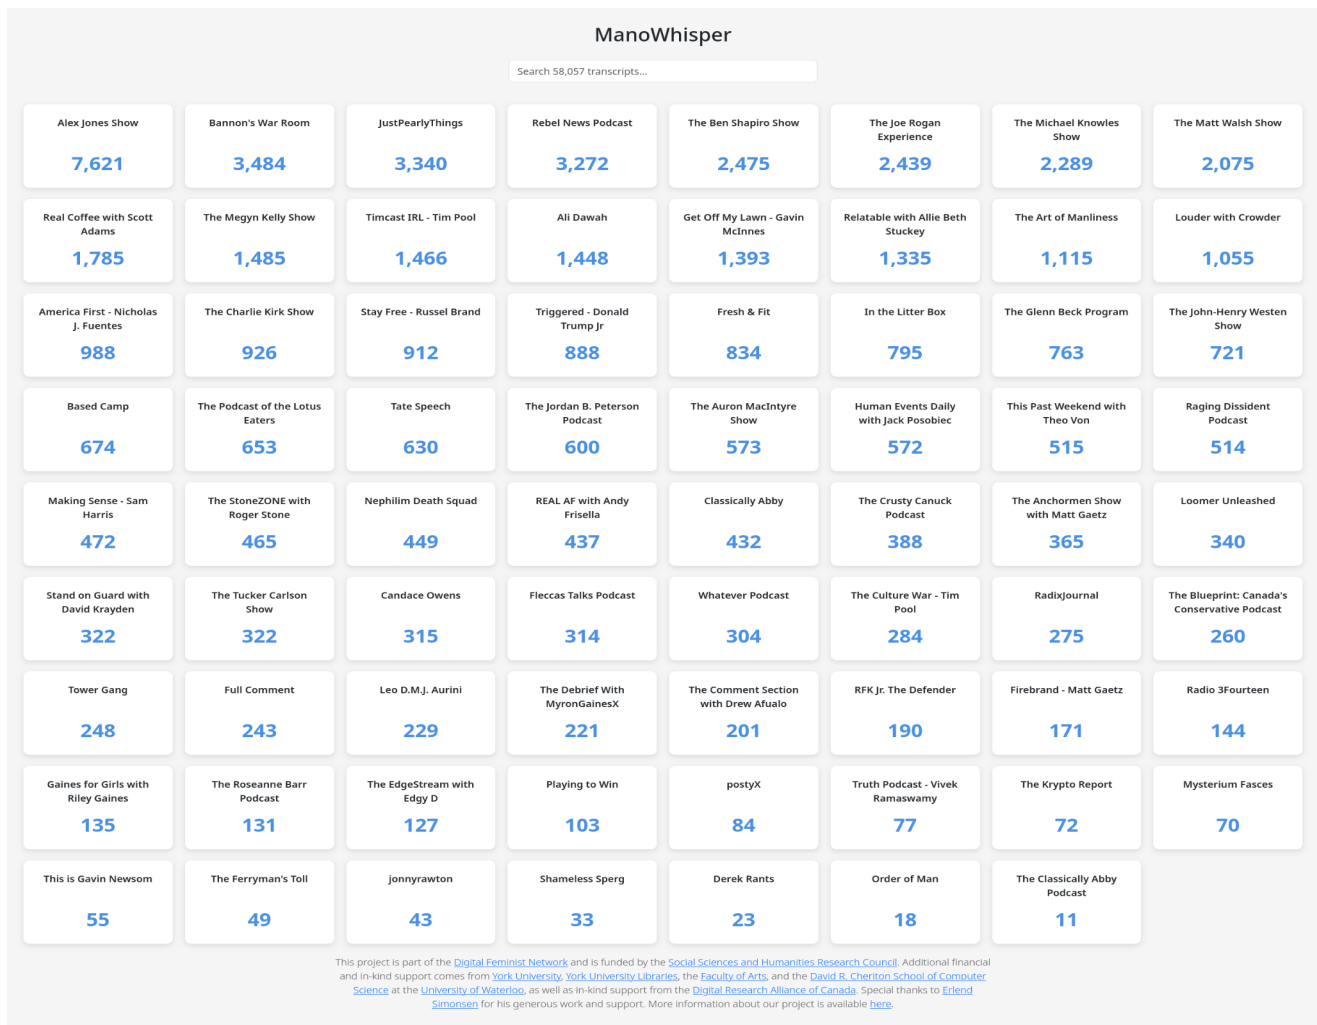 ManoWhisper
Search 58,057 transcripts...
Alex Jones Show
7,621
Bannon's War Room
3,484
JustPearlyThings
3,340
Rebel News Podcast
3,272
The Ben Shapiro Show
2,475
The Joe Rogan
Experience
2,439
The Michael Knowles
Show
2,289
The Matt Walsh Show
2,075
Real Coffee with Scott
Adams
1,785
The Megyn Kelly Show
1,485
Timcast IRL - Tim Pool
1,466
Ali Dawah
1,448
Get Off My Lawn - Gavin
McInnes
1,393
Relatable with Allie Beth
Stuckey
1,335
The Art of Manliness
1,115
Louder with Crowder
1,055
America First - Nicholas
J. Fuentes
988
The Charlie Kirk Show
926
Stay Free - Russel Brand
912
Triggered - Donald
Trump Jr
888
Fresh & Fit
834
In the Litter Box
795
The Glenn Beck Program
763
The John-Henry Westen
Show
721
Based Camp
674
The Podcast of the Lotus
Eaters
653
Tate Speech
630
The Jordan B. Peterson
Podcast
600
The Auron MacIntyre
Show
573
Human Events Daily
with Jack Posobiec
572
This Past Weekend with
Theo Von
515
Raging Dissident
Podcast
514
Making Sense - Sam
Harris
472
The StoneZONE with
Roger Stone
465
Nephilim Death Squad
449
REAL AF with Andy
Frisella
437
Classically Abby
432
The Crusty Canuck
Podcast
388
The Anchormen Show
with Matt Gaetz
365
Loomer Unleashed
340
Stand on Guard with
David Krayden
322
The Tucker Carlson
Show
322
Candace Owens
315
Fleccas Talks Podcast
314
Whatever Podcast
304
The Culture War - Tim
Pool
284
RadixJournal
275
The Blueprint: Canada's
Conservative Podcast
260
Tower Gang
248
Full Comment
243
Leo D.M.J. Aurini
229
The Debrief With
MyronGainesX
221
The Comment Section
with Drew Afualo
201
RFK Jr. The Defender
190
Firebrand - Matt Gaetz
171
Radio 3Fourteen
144
Gaines for Girls with
Riley Gaines
135
The Roseanne Barr
Podcast
131
The EdgeStream with
Edgy D
127
Playing to Win
103
postyX
84
Truth Podcast - Vivek
Ramaswamy
77
The Krypto Report
72
Mysterium Fasces
70
This is Gavin Newsom
55
The Ferryman's Toll
49
jonnyrawton
43
Shameless Sperg
33
Derek Rants
23
Order of Man
18
The Classically Abby
Podcast
11
This project is part of the Digital Feminist Network and is funded by the Social Sciences and Humanities Research Council. Additional financial
and in-kind support comes from York University, York University Libraries, the Faculty of Arts, and the David R. Cheriton School of Computer
Science at the University of Waterloo, as well as in-kind support from the Digital Research Alliance of Canada. Special thanks to Erlend
Simonsen for his generous work and support. More information about our project is available here.